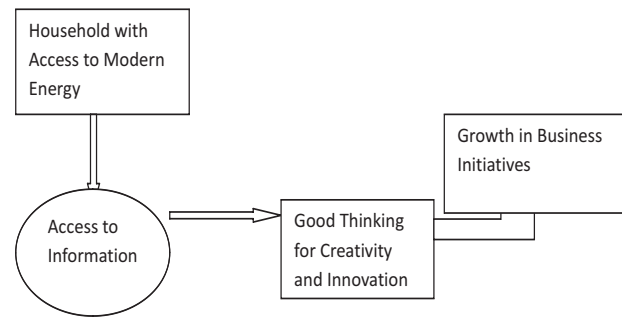 Household with
Access to Modern
Energy
Growth in Business
Initiatives
Access to
Information
Good Thinking
for Creativity
and Innovation